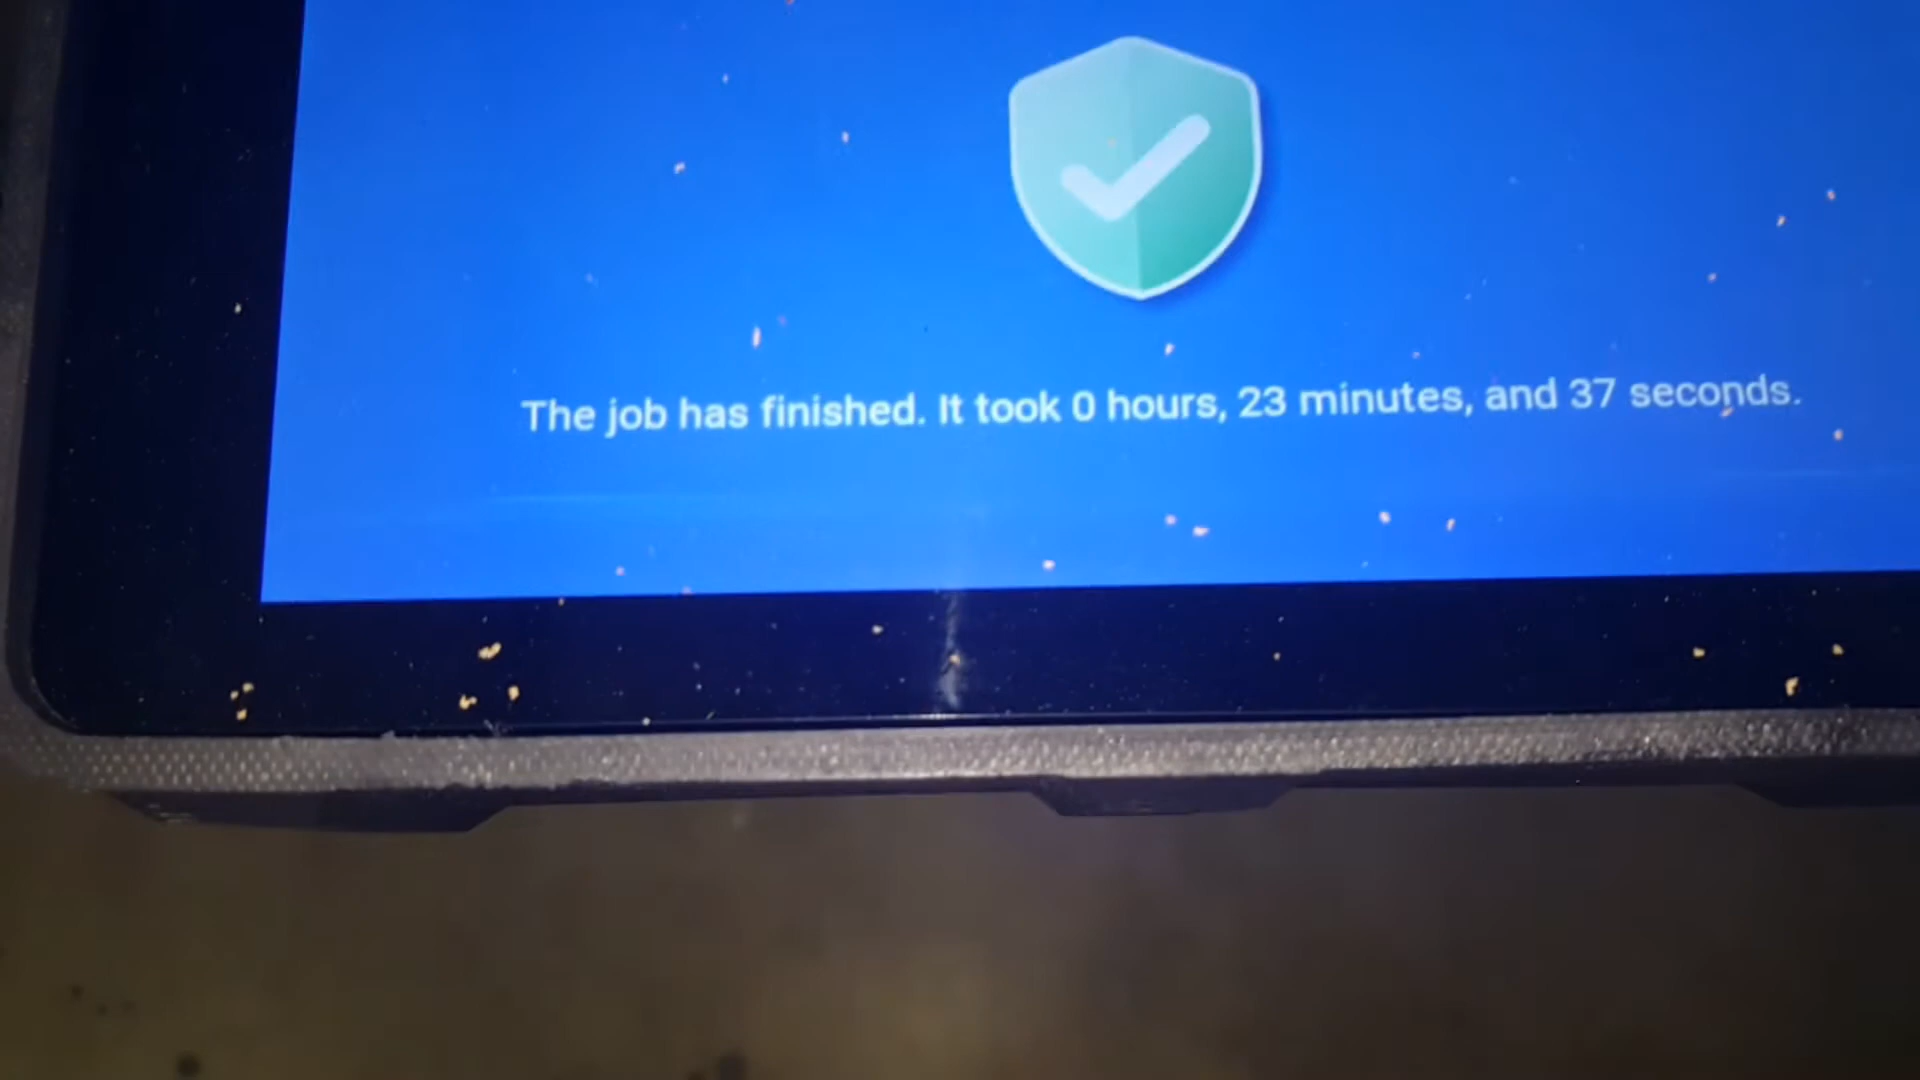 The job has finished. It took 0 hours, 23 minutes, and 37 seconds.